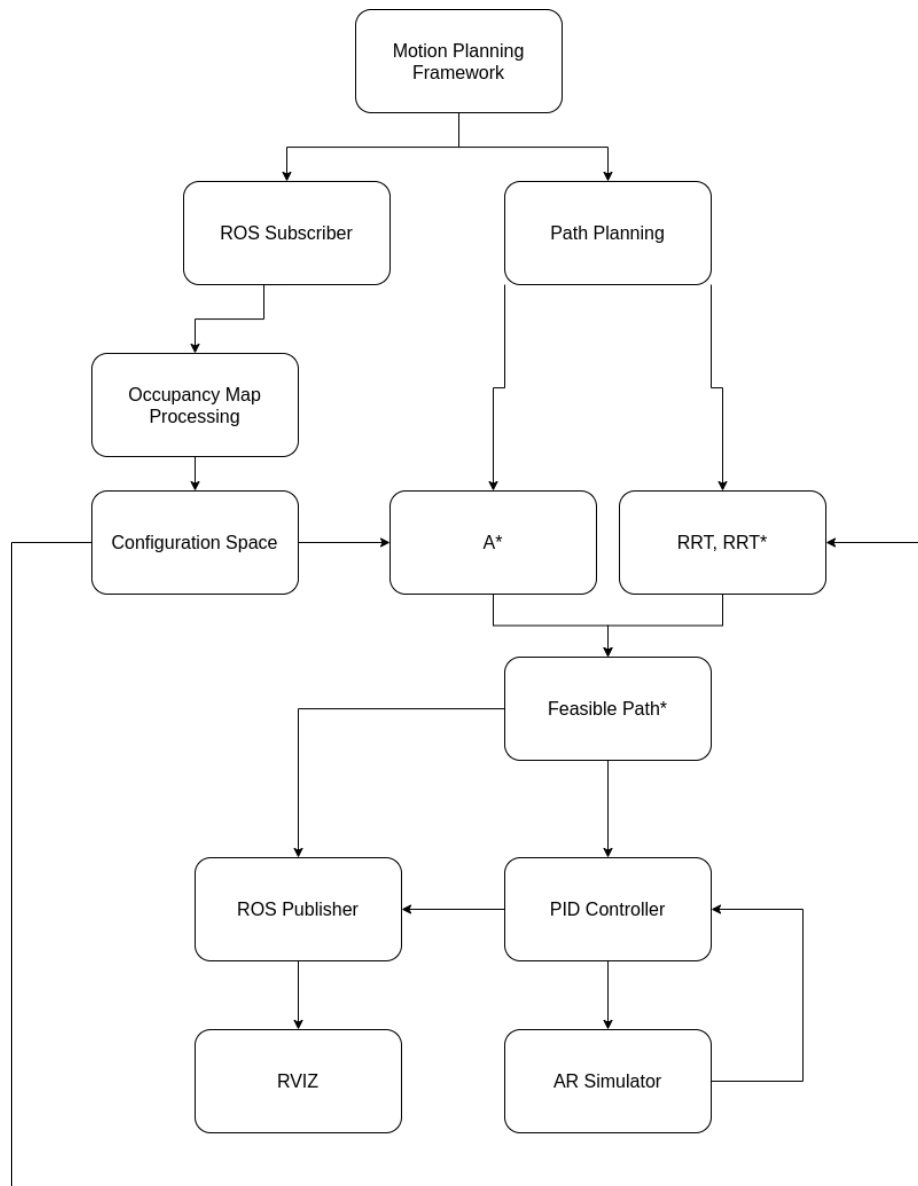 Motion Planning
Framework
ROS Subscriber
Path Planning
Occupancy Map
Processing
Configuration Space
A*
RRT, RRT*
Feasible Path*
ROS Publisher
PID Controller
RVIZ
AR Simulator